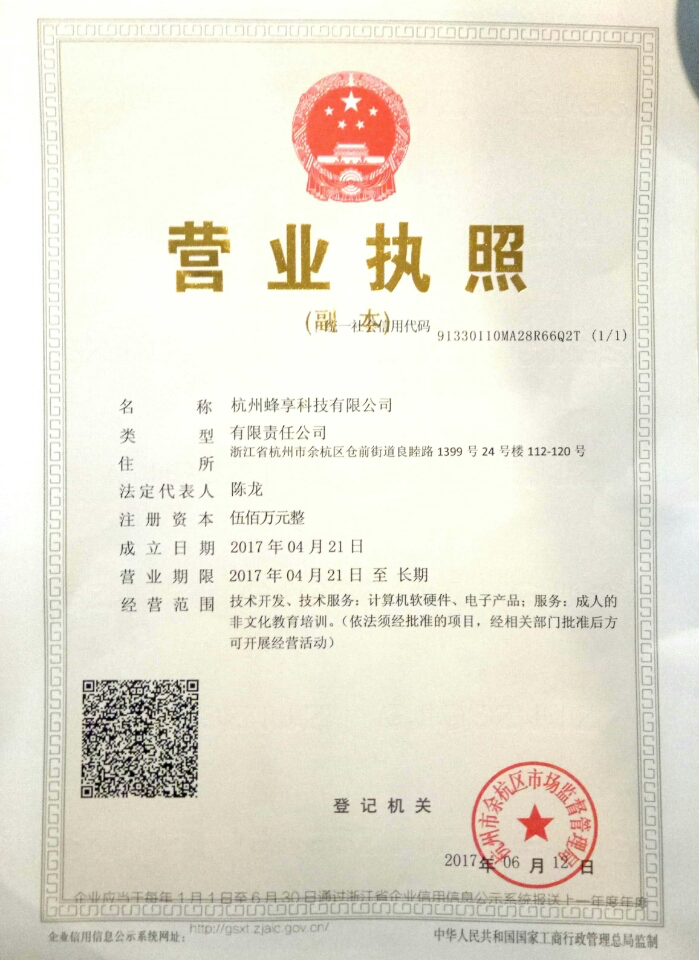 营业执照
(副 本)
统一社会信用代码 91330110MA28R66Q2T (1/1)
名 称 杭州蜂享科技有限公司
类 型 有限责任公司
住 所 浙江省杭州市余杭区仓前街道良睦路 1399 号 24 号楼 112-120 号
法定代表人 陈龙
注册资本 伍佰万元整
成立日期 2017 年 04 月 21 日
营业期限 2017 年 04 月 21 日 至 长期
经营范围 技术开发、技术服务：计算机软硬件、电子产品；服务：成人的
非文化教育培训。（依法须经批准的项目，经相关部门批准后方
可开展经营活动）
登记机关
杭州市余杭区市场监督管理局
2017 年 06 月 12 日
企业应当于每年1月1日至6月30日通过浙江省企业信用信息公示系统报送上一年度年度
企业信用信息公示系统网址： http://gsxt.zjaic.gov.cn/
中华人民共和国国家工商行政管理总局监制